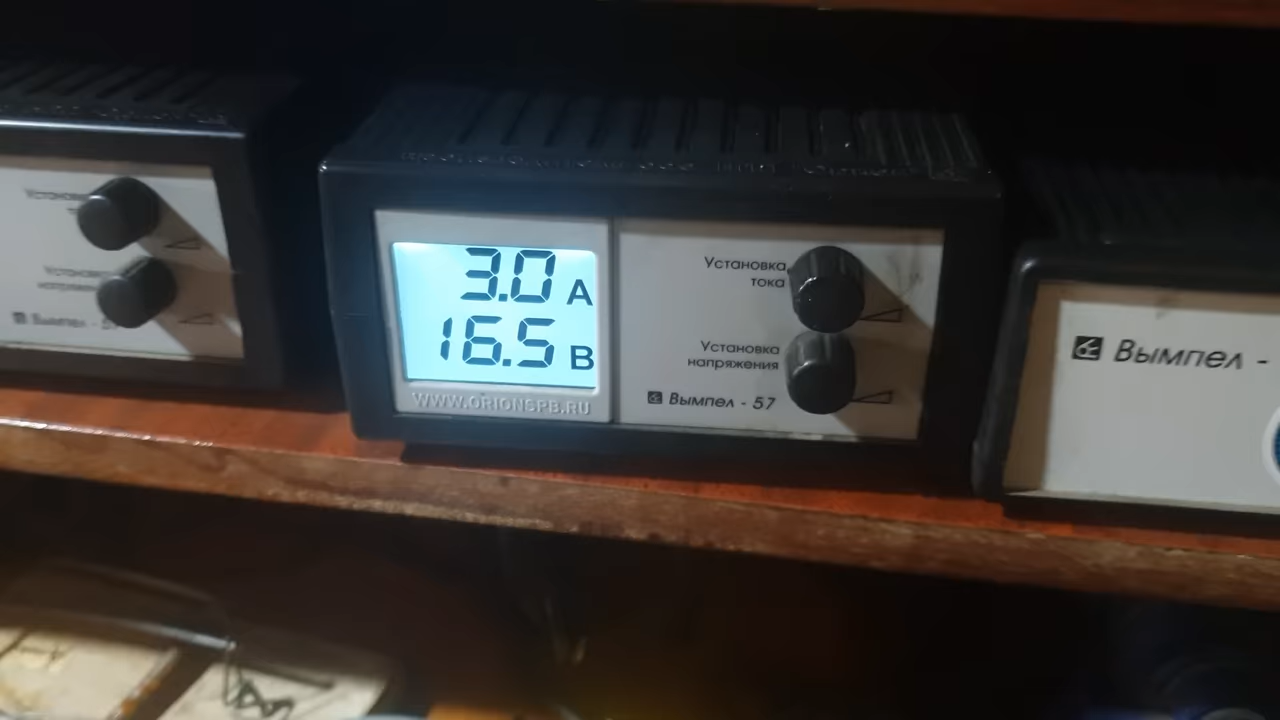 3.0 А
16.5 В
WWW.ORIONSPB.RU
Установка
тока
Установка
напряжения
Вымпел - 57
Вымпел -